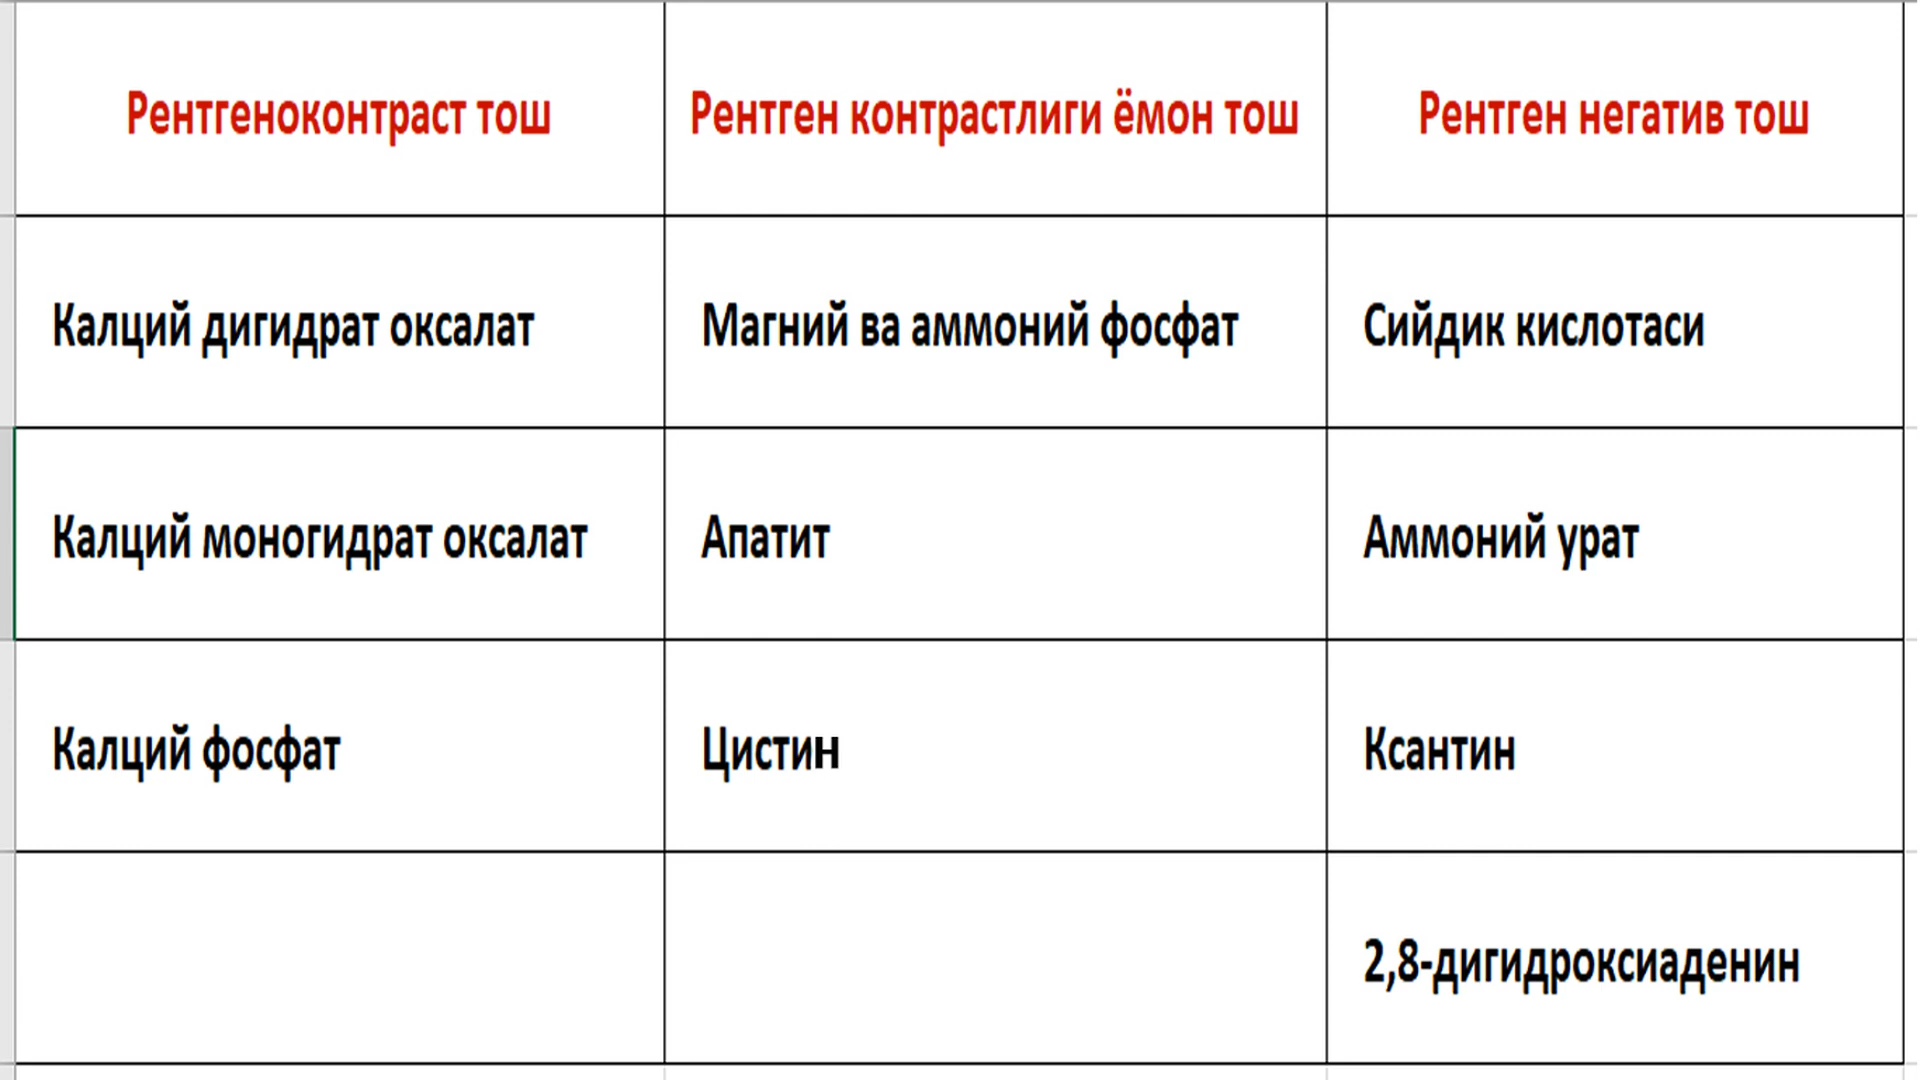 Рентгеноконтраст тош
Рентген контрастлиги ёмон тош
Рентген негатив тош
Калций дигидрат оксалат
Магний ва аммоний фосфат
Сийдик кислотаси
Калций моногидрат оксалат
Апатит
Аммоний урат
Калций фосфат
Цистин
Ксантин
2,8-дигидроксиаденин